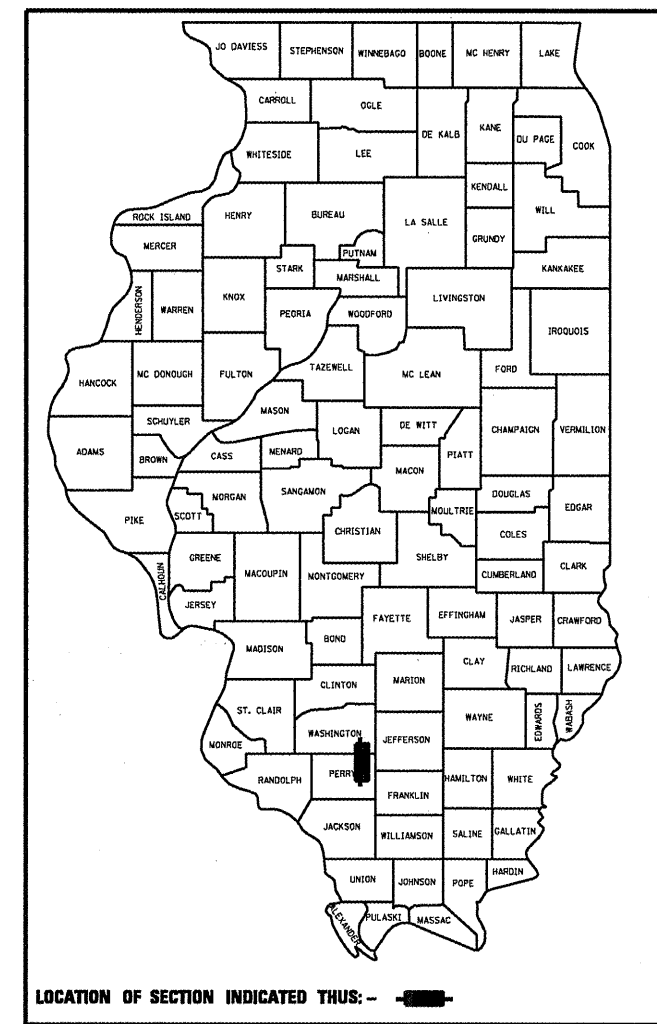 JO DAVIESS STEPHENSON WINNEBAGO BOONE MC HENRY LAKE
CARROLL OGLE
DE KALB KANE DU PAGE COOK
WHITESIDE LEE
KENDALL
ROCK ISLAND HENRY BUREAU LA SALLE WILL
MERCER PUTNAM GRUNDY
STARK MARSHALL KANKAKEE
HENDERSON WARREN KNOX PEORIA WOODFORD LIVINGSTON
IROQUOIS
HANCOCK MC DONOUGH FULTON TAZEWELL MC LEAN FORD
MASON
SCHUYLER LOGAN DE WITT CHAMPAIGN VERMILION
ADAMS BROWN CASS MENARD MACON PIATT
PIKE SCOTT MORGAN SANGAMON MOULTRIE DOUGLAS EDGAR
CHRISTIAN COLES
CALHOUN GREENE MACOUPIN MONTGOMERY SHELBY CUMBERLAND CLARK
JERSEY
MADISON BOND FAYETTE EFFINGHAM JASPER CRAWFORD
CLINTON MARION CLAY RICHLAND LAWRENCE
ST. CLAIR WAYNE EDWARDS WABASH
MONROE WASHINGTON JEFFERSON
RANDOLPH PERRY HAMILTON WHITE
FRANKLIN
JACKSON WILLIAMSON SALINE GALLATIN
UNION JOHNSON POPE HARDIN
ALEXANDER PULASKI MASSAC
LOCATION OF SECTION INDICATED THUS:-